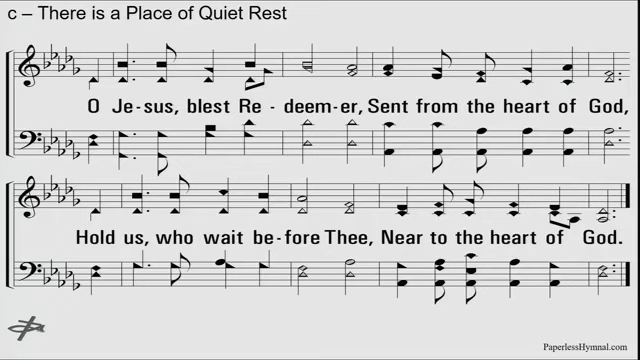 c – There is a Place of Quiet Rest
O Je-sus, blest Re - deem-er, Sent from the heart of God,
Hold us, who wait be-fore Thee, Near to the heart of God.
PaperlessHymnal.com